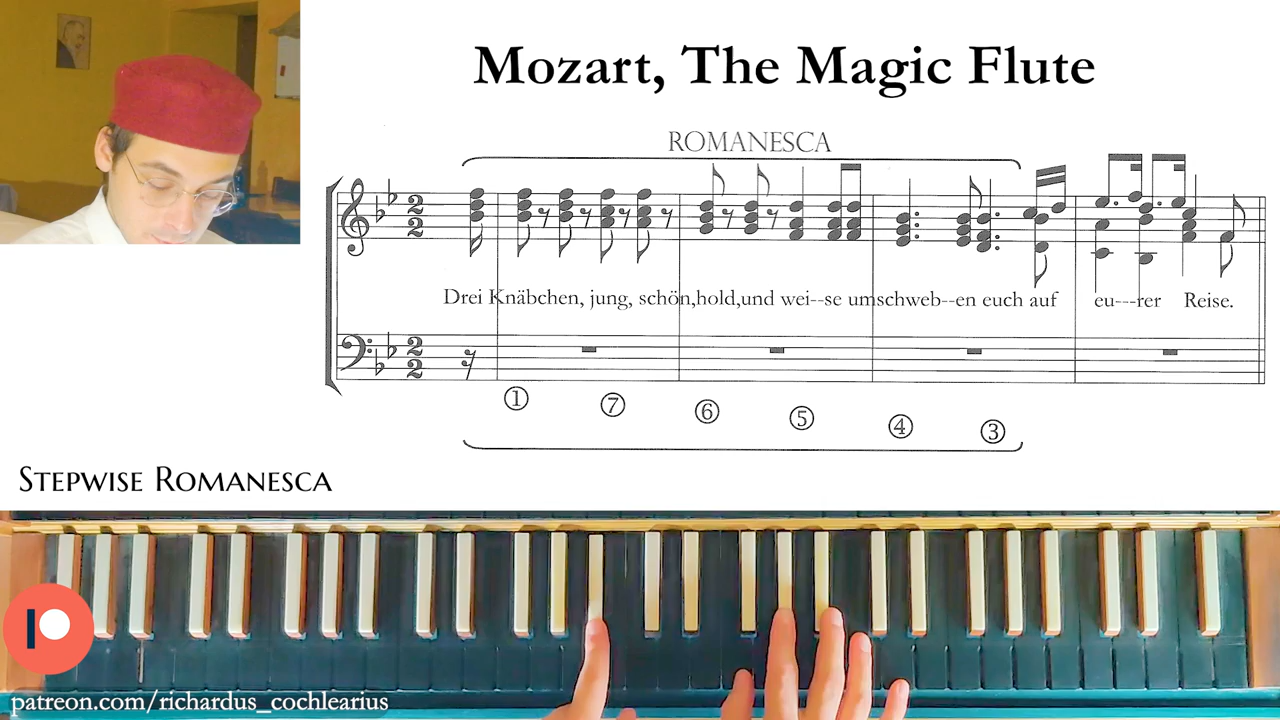 Mozart, The Magic Flute
ROMANESCA
Drei Knäbchen, jung, schön,hold,und wei--se umschweb--en euch auf eu---rer Reise.
① ⑦ ⑥ ⑤ ④ ③
STEPWISE ROMANESCA
patreon.com/richardus_cochlearius